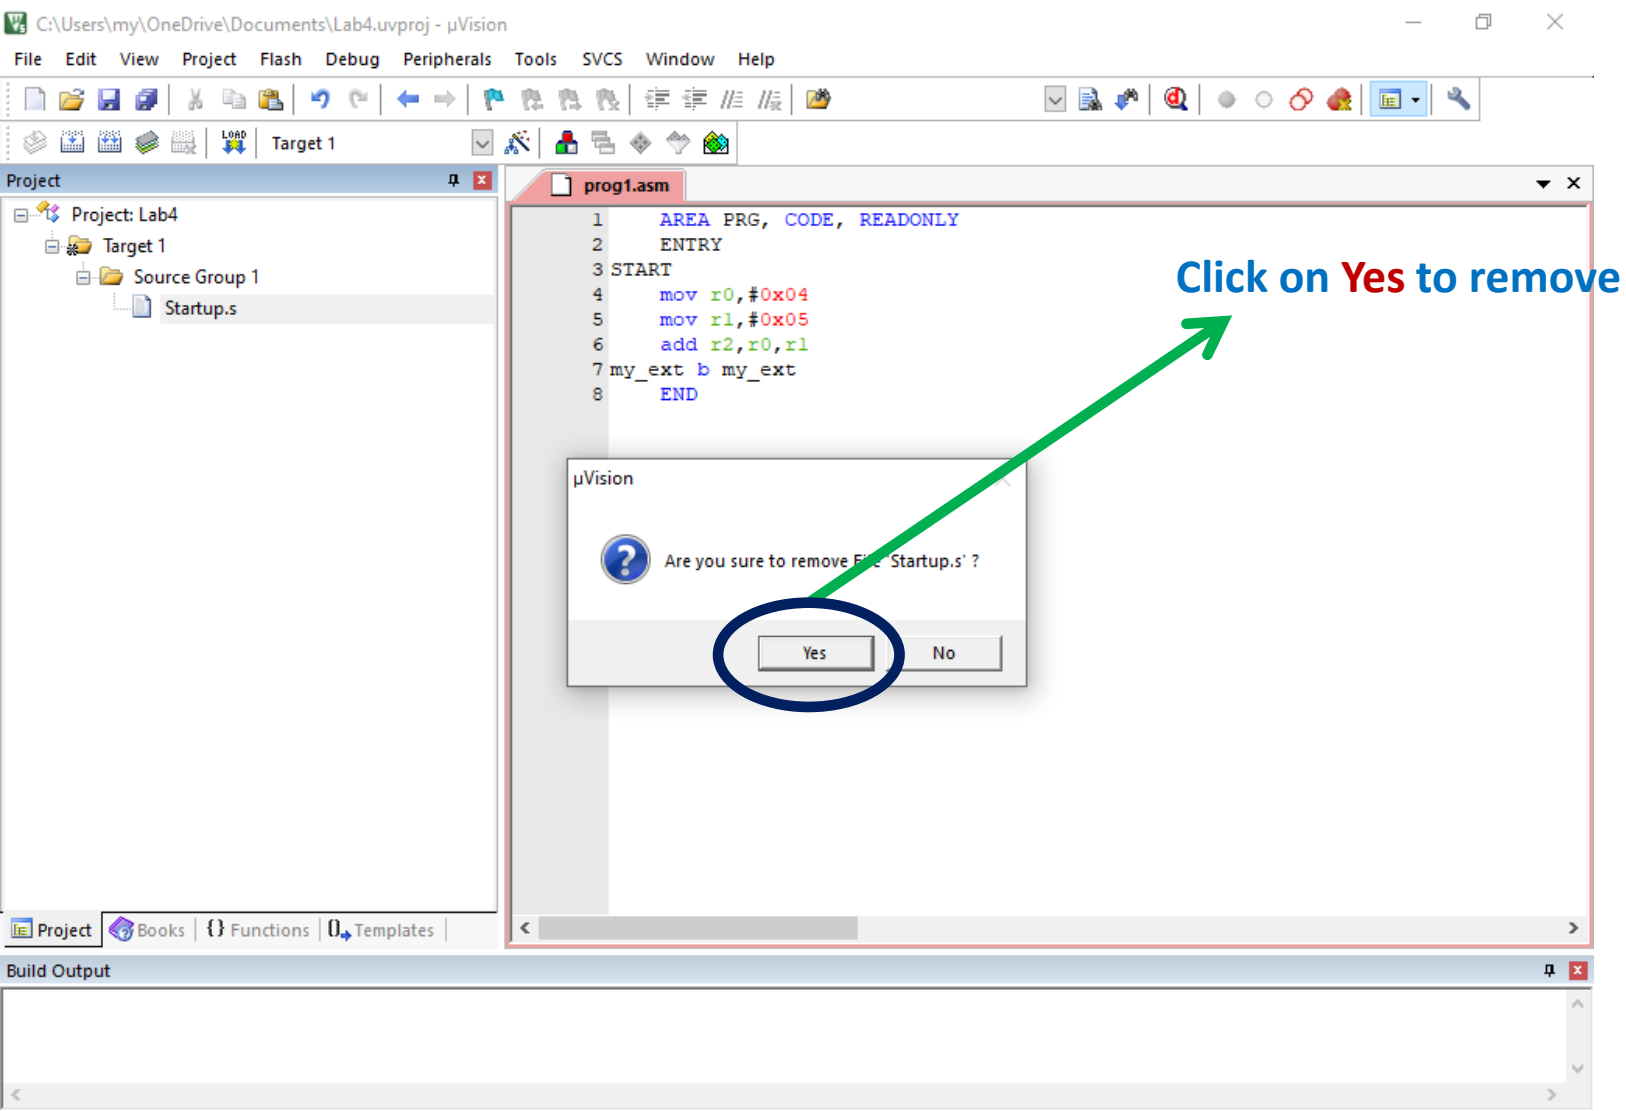 C:\Users\my\OneDrive\Documents\Lab4.uvproj - µVision
File Edit View Project Flash Debug Peripherals Tools SVCS Window Help
LOAD Target 1
Project
prog1.asm
Project: Lab4
Target 1
Source Group 1
Startup.s
1 AREA PRG, CODE, READONLY
2 ENTRY
3 START
4 mov r0,#0x04
5 mov r1,#0x05
6 add r2,r0,r1
7 my_ext b my_ext
8 END
Click on Yes to remove
µVision
Are you sure to remove File 'Startup.s' ?
Yes No
Project Books {} Functions Templates
Build Output